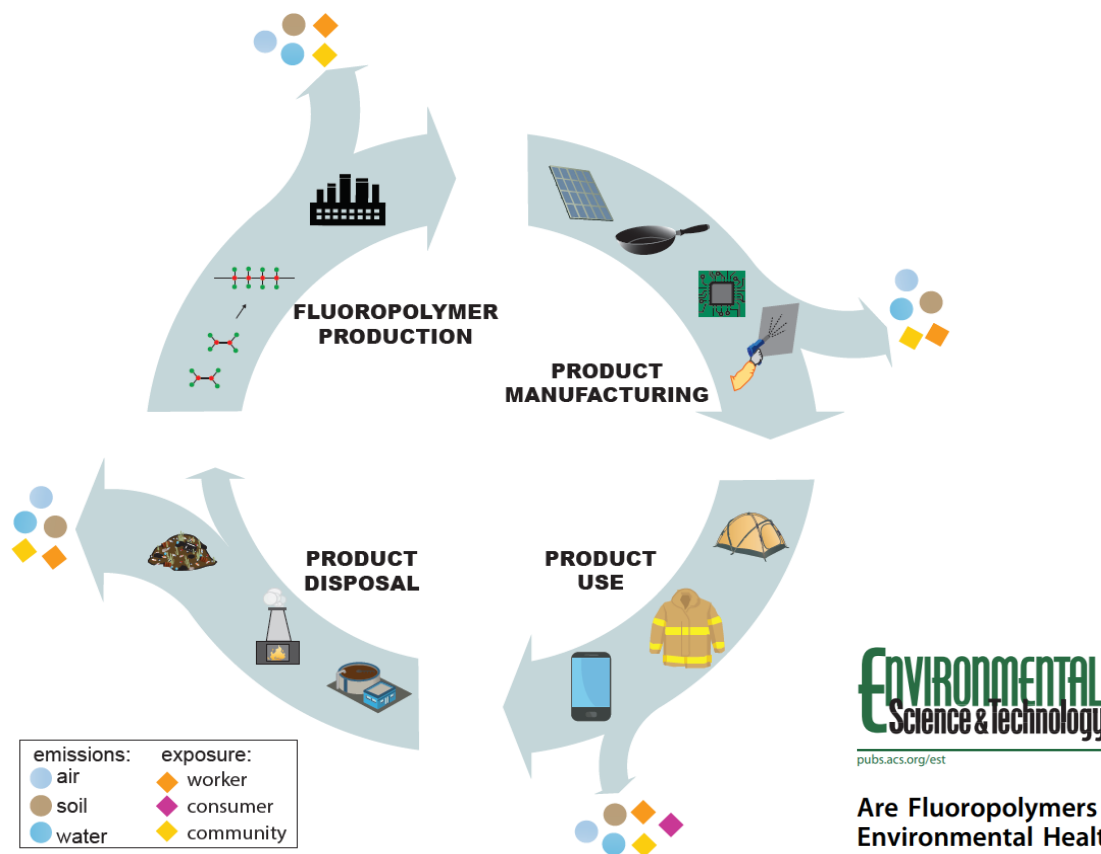 FLUOROPOLYMER
PRODUCTION
PRODUCT
MANUFACTURING
PRODUCT
DISPOSAL
PRODUCT
USE
emissions:
air
soil
water
exposure:
worker
consumer
community
ENVIRONMENTAL
Science & Technology
pubs.acs.org/est
Are Fluoropolymers
Environmental Healt